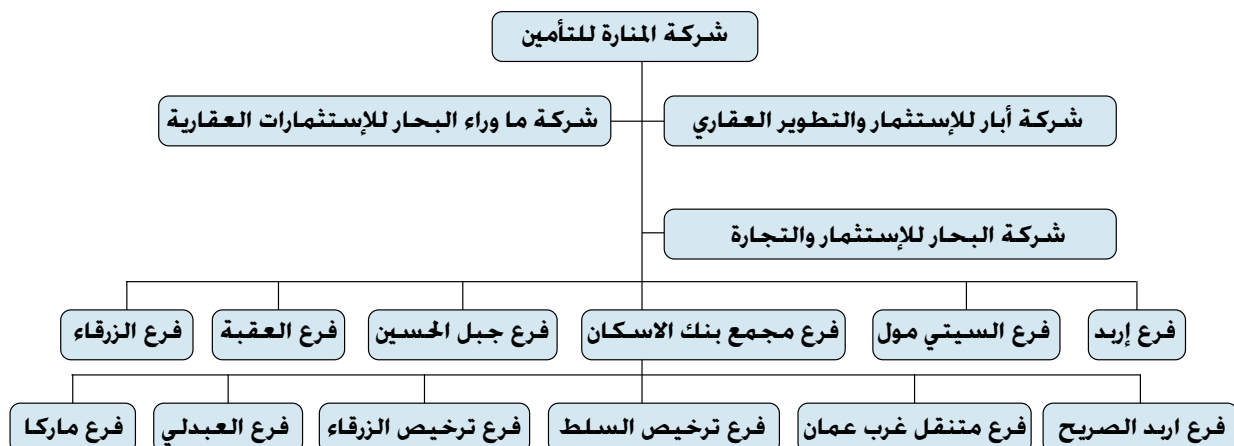 شركة المنارة للتأمين
شركة أبار للإستثمار والتطوير العقاري
شركة ما وراء البحار للإستثمارات العقارية
شركة البحار للإستثمار والتجارة
فرع إربد
فرع السيتي مول
فرع مجمع بنك الاسكان
فرع جبل الحسين
فرع العقبة
فرع الزرقاء
فرع اربد الصريح
فرع متنقل غرب عمان
فرع ترخيص السلط
فرع ترخيص الزرقاء
فرع العبدلي
فرع ماركا